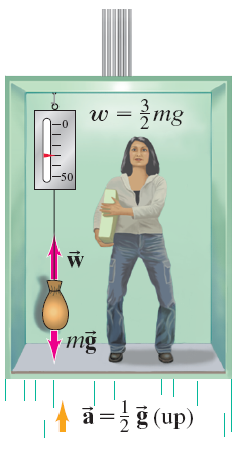 w = 3/2 mg
0
50
w⃗
mg⃗
a⃗ = 1/2 g⃗ (up)